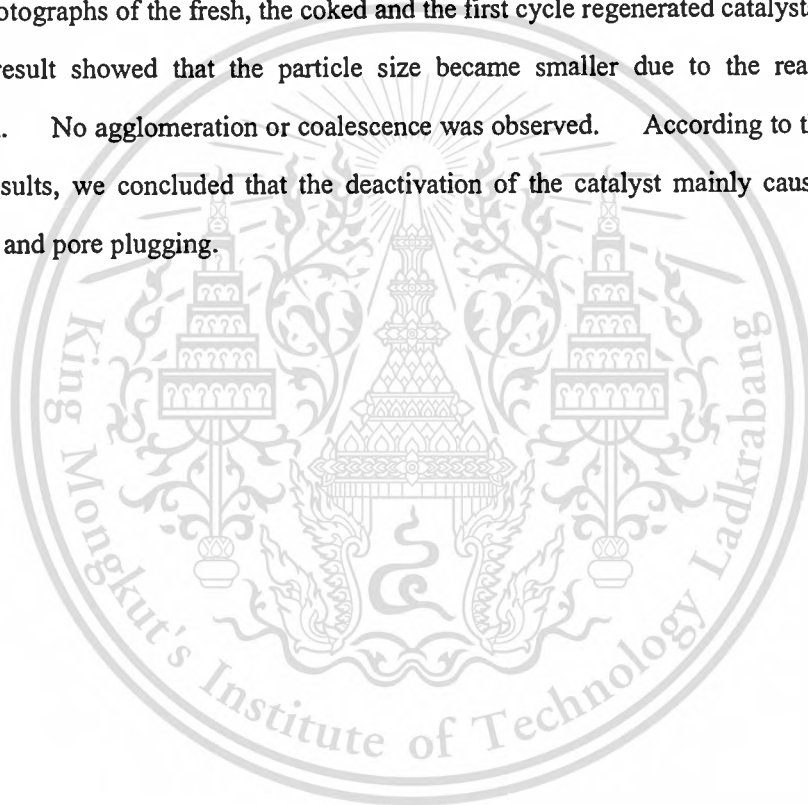 otographs of the fresh, the coked and the first cycle regenerated catalyst
result showed that the particle size became smaller due to the rea
. No agglomeration or coalescence was observed. According to t
sults, we concluded that the deactivation of the catalyst mainly caus
and pore plugging.
King Mongkut's Institute of Technology Ladkrabang